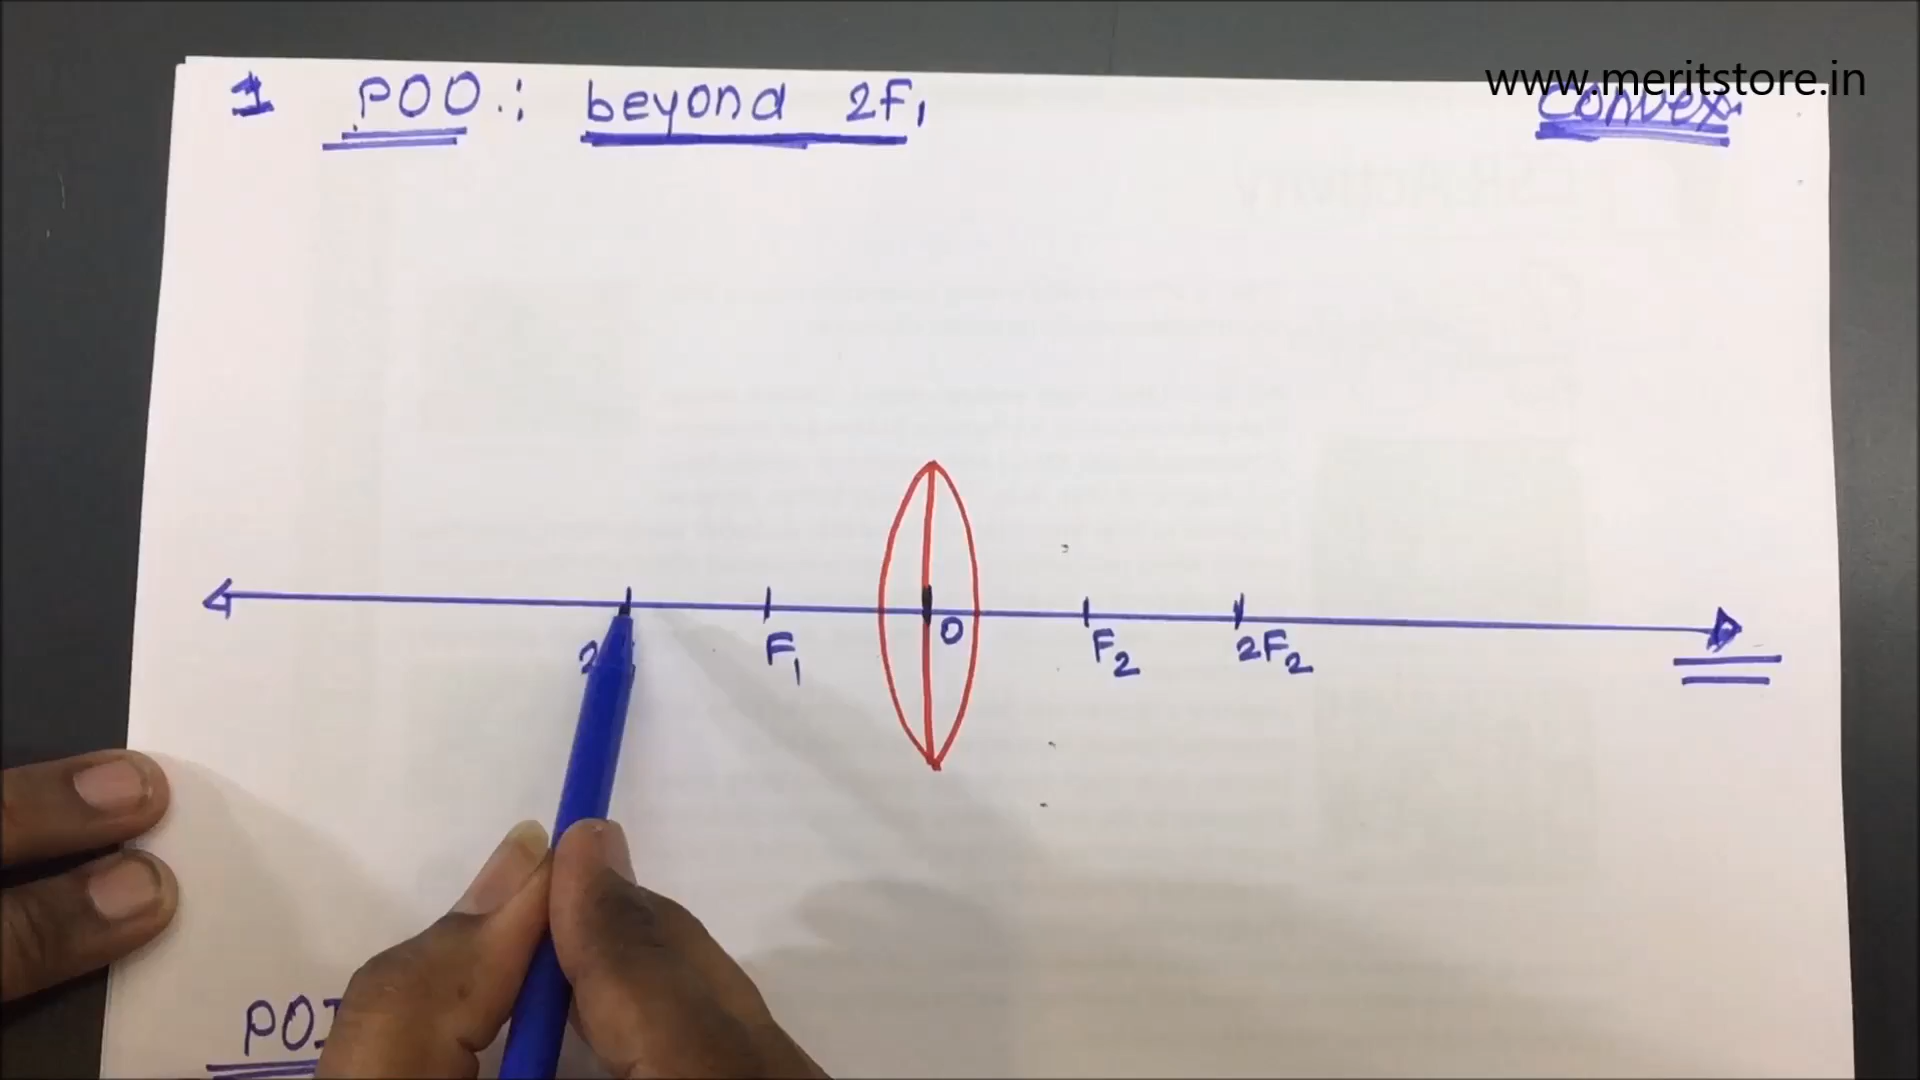 www.meritstore.in
1 POO.: beyond 2F₁ Convex
F₁ O F₂ 2F₂